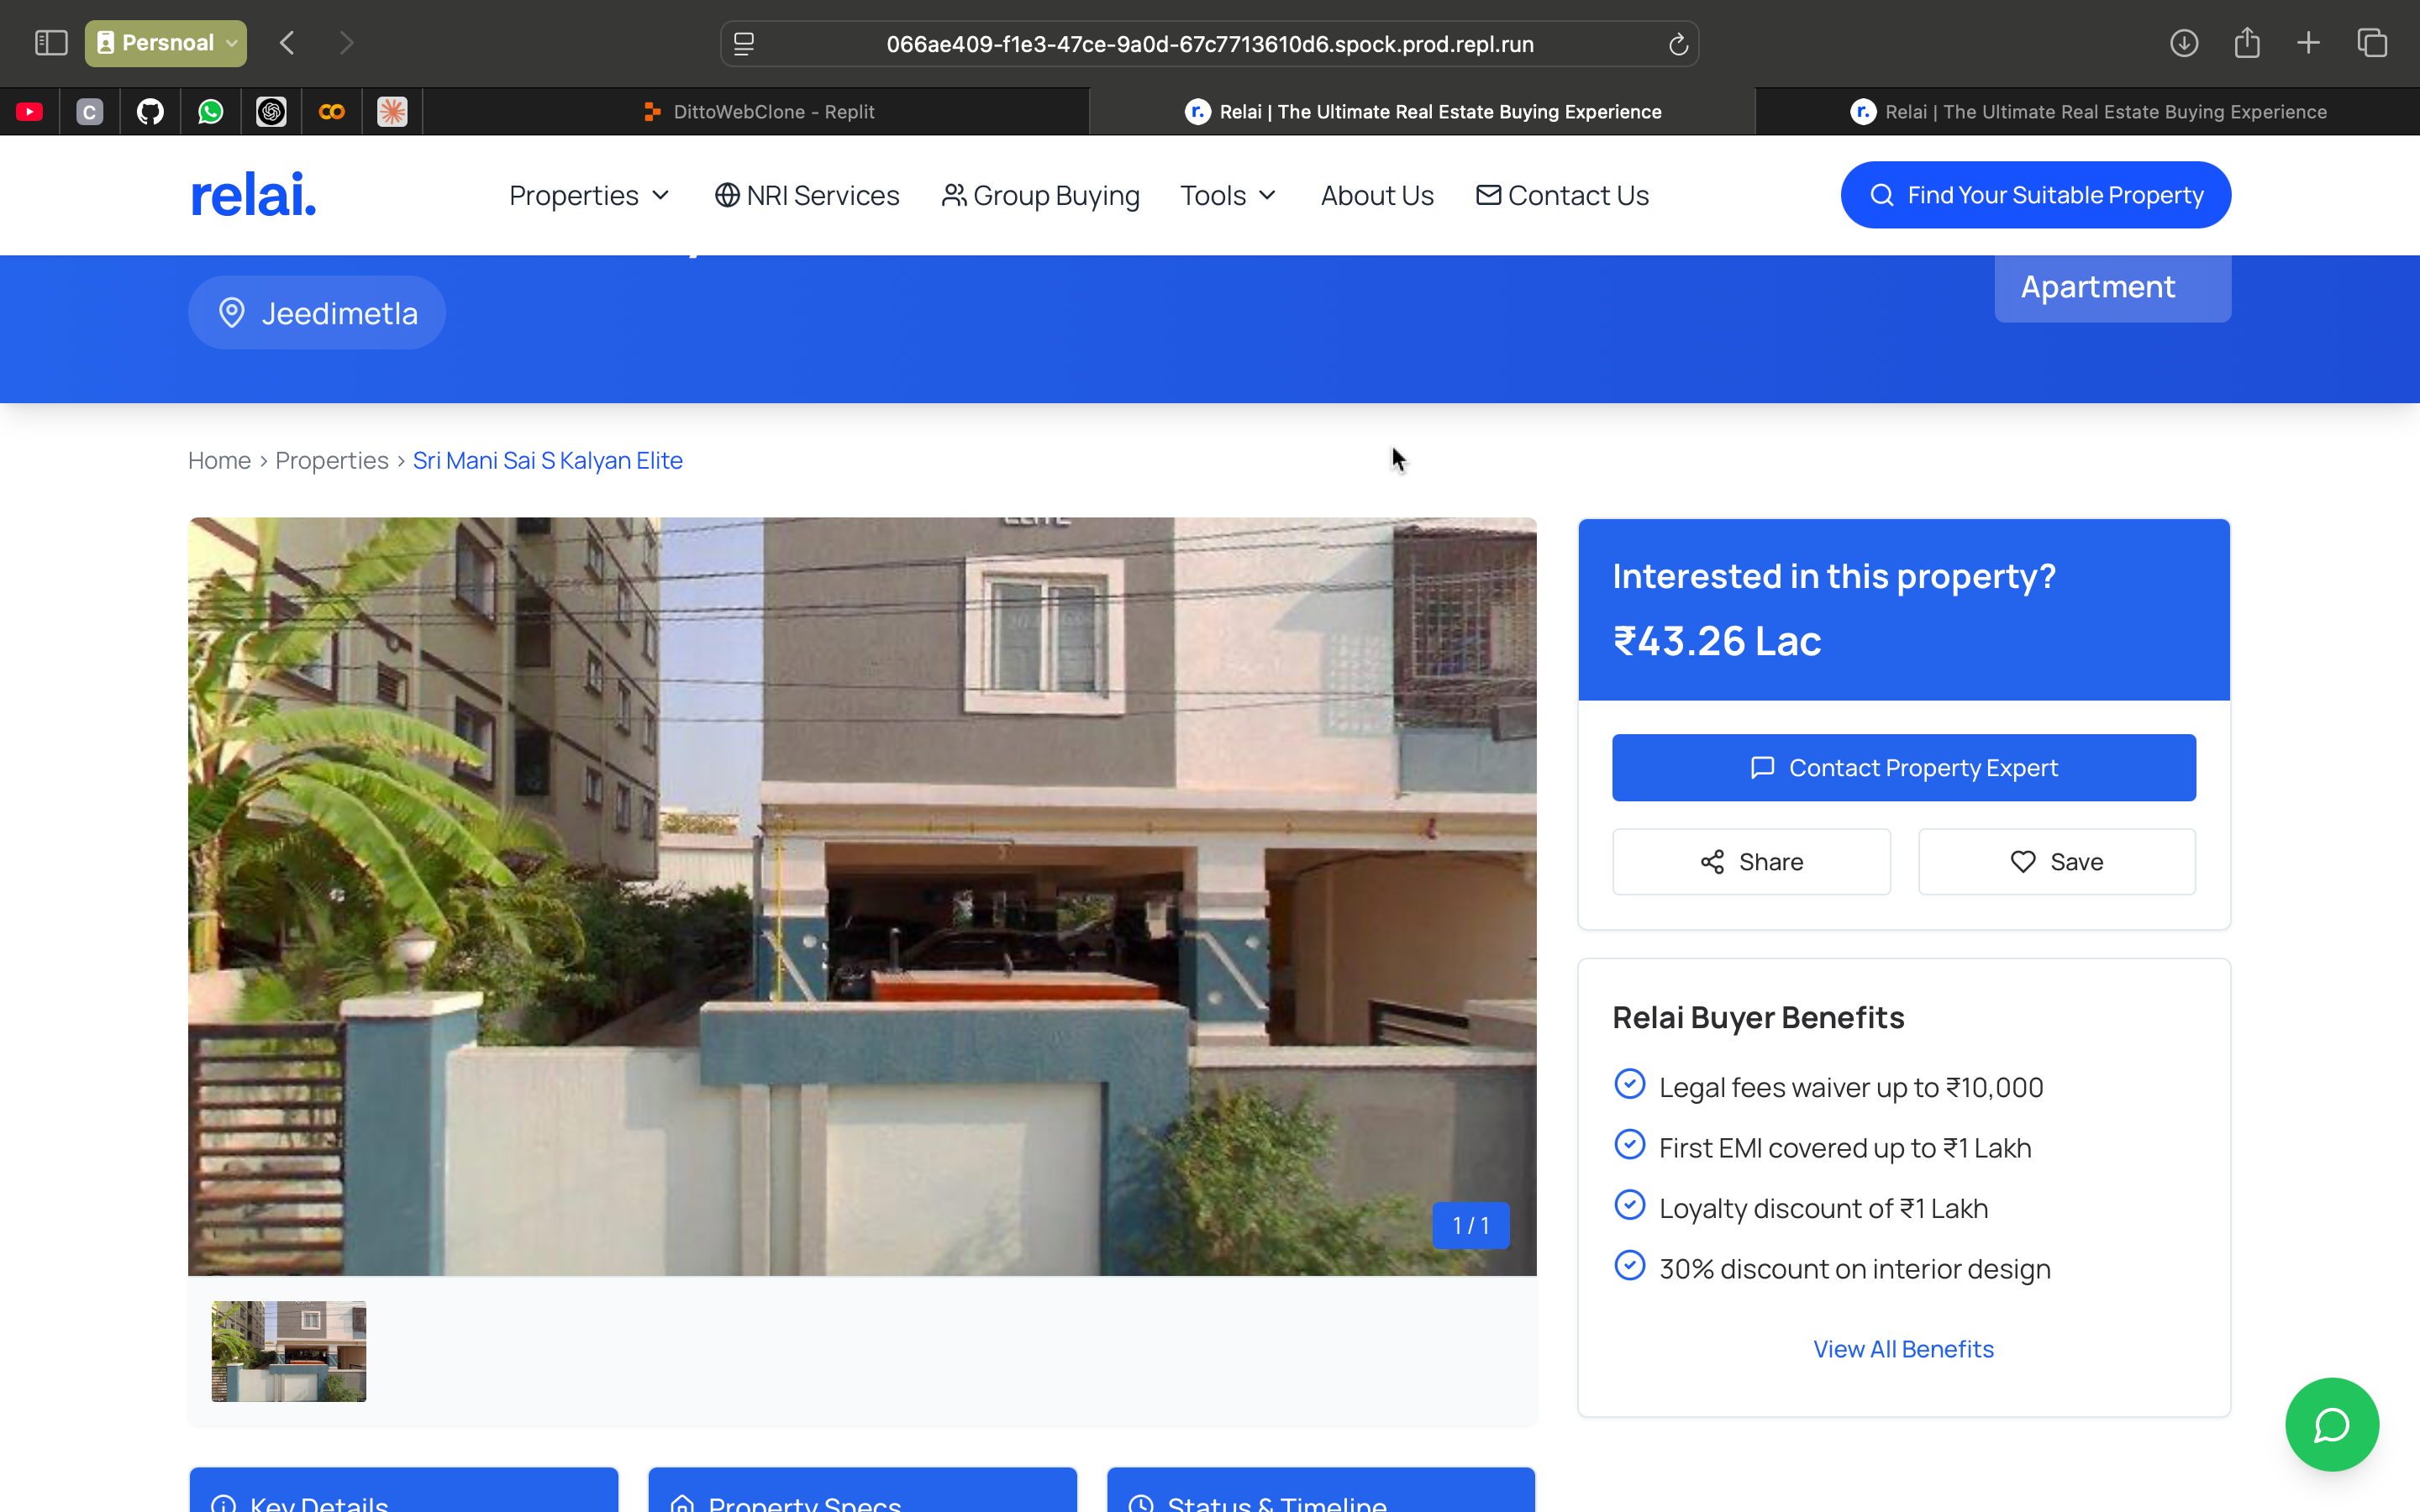 Persnoal
066ae409-f1e3-47ce-9a0d-67c7713610d6.spock.prod.repl.run
C
DittoWebClone - Replit
r. Relai | The Ultimate Real Estate Buying Experience
r. Relai | The Ultimate Real Estate Buying Experience
relai.
Properties
NRI Services
Group Buying
Tools
About Us
Contact Us
Find Your Suitable Property
Apartment
Jeedimetla
Home > Properties > Sri Mani Sai S Kalyan Elite
ELITE
Interested in this property?
₹43.26 Lac
Contact Property Expert
Share
Save
Relai Buyer Benefits
Legal fees waiver up to ₹10,000
First EMI covered up to ₹1 Lakh
Loyalty discount of ₹1 Lakh
30% discount on interior design
View All Benefits
1 / 1
Key Details
Property Specs
Status & Timeline